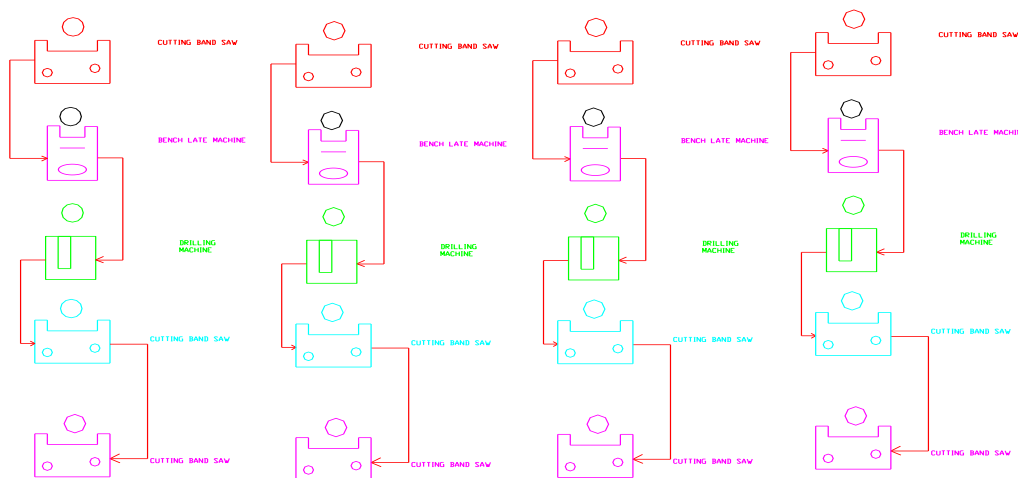 CUTTING BAND SAW
CUTTING BAND SAW
CUTTING BAND SAW
CUTTING BAND SAW
BENCH LATE MACHINE
BENCH LATE MACHINE
BENCH LATE MACHINE
BENCH LATE MACHI
DRILLING
MACHINE
DRILLING
MACHINE
DRILLING
MACHINE
DRILLING
MACHINE
CUTTING BAND SAW
CUTTING BAND SAW
CUTTING BAND SAW
CUTTING BAND SAW
CUTTING BAND SAW
CUTTING BAND SAW
CUTTING BAND SAW
CUTTING BAND SAW